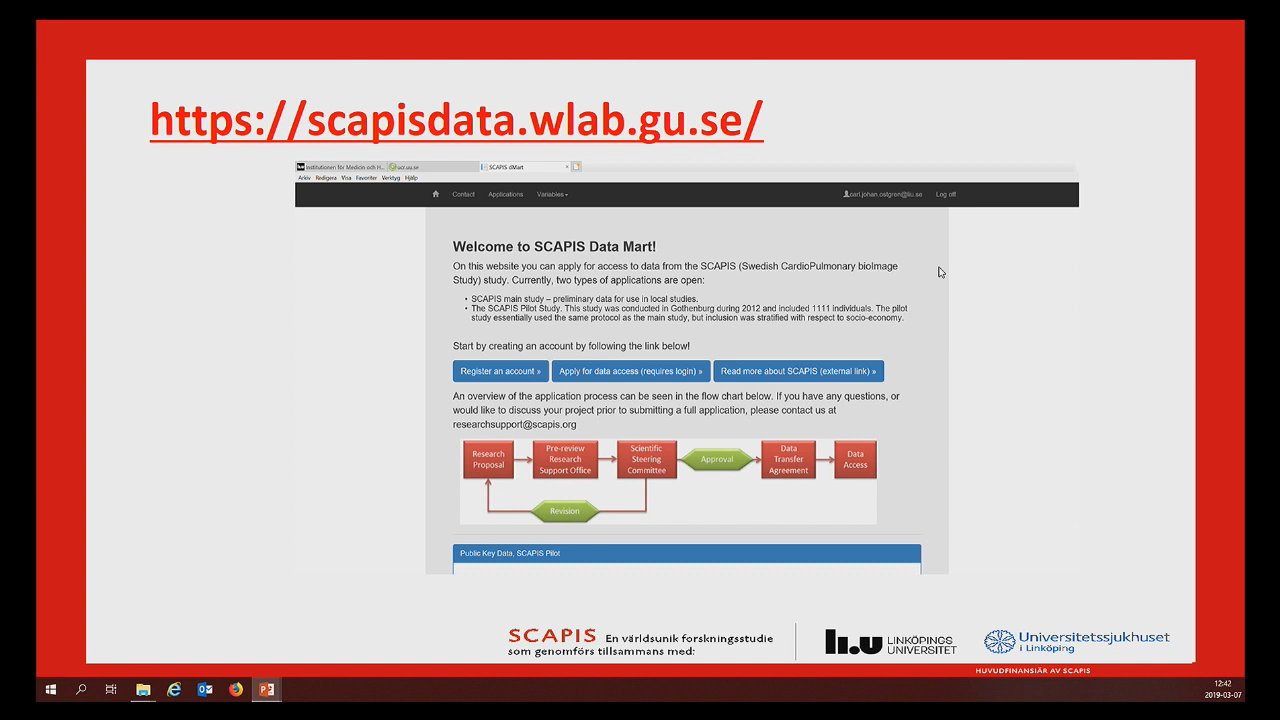 https://scapisdata.wlab.gu.se/
Institutionen för Medicin och H... ucr.uu.se SCAPIS dMart
Arkiv Redigera Visa Favoriter Verktyg Hjälp
Contact Applications Variables carl.johan.ostgren@liu.se Log off
Welcome to SCAPIS Data Mart!
On this website you can apply for access to data from the SCAPIS (Swedish CardioPulmonary bioImage
Study) study. Currently, two types of applications are open:
• SCAPIS main study – preliminary data for use in local studies.
• The SCAPIS Pilot Study. This study was conducted in Gothenburg during 2012 and included 1111 individuals. The pilot
study essentially used the same protocol as the main study, but inclusion was stratified with respect to socio-economy.
Start by creating an account by following the link below!
Register an account » Apply for data access (requires login) » Read more about SCAPIS (external link) »
An overview of the application process can be seen in the flow chart below. If you have any questions, or
would like to discuss your project prior to submitting a full application, please contact us at
researchsupport@scapis.org
Research
Proposal
Pre-review
Research
Support Office
Scientific
Steering
Committee
Approval
Data
Transfer
Agreement
Data
Access
Revision
Public Key Data, SCAPIS Pilot
SCAPIS En världsunik forskningsstudie
som genomförs tillsammans med:
LI.U LINKÖPINGS
UNIVERSITET
Universitetssjukhuset
i Linköping
HUVUDFINANSIÄR AV SCAPIS
12:42
2019-03-07